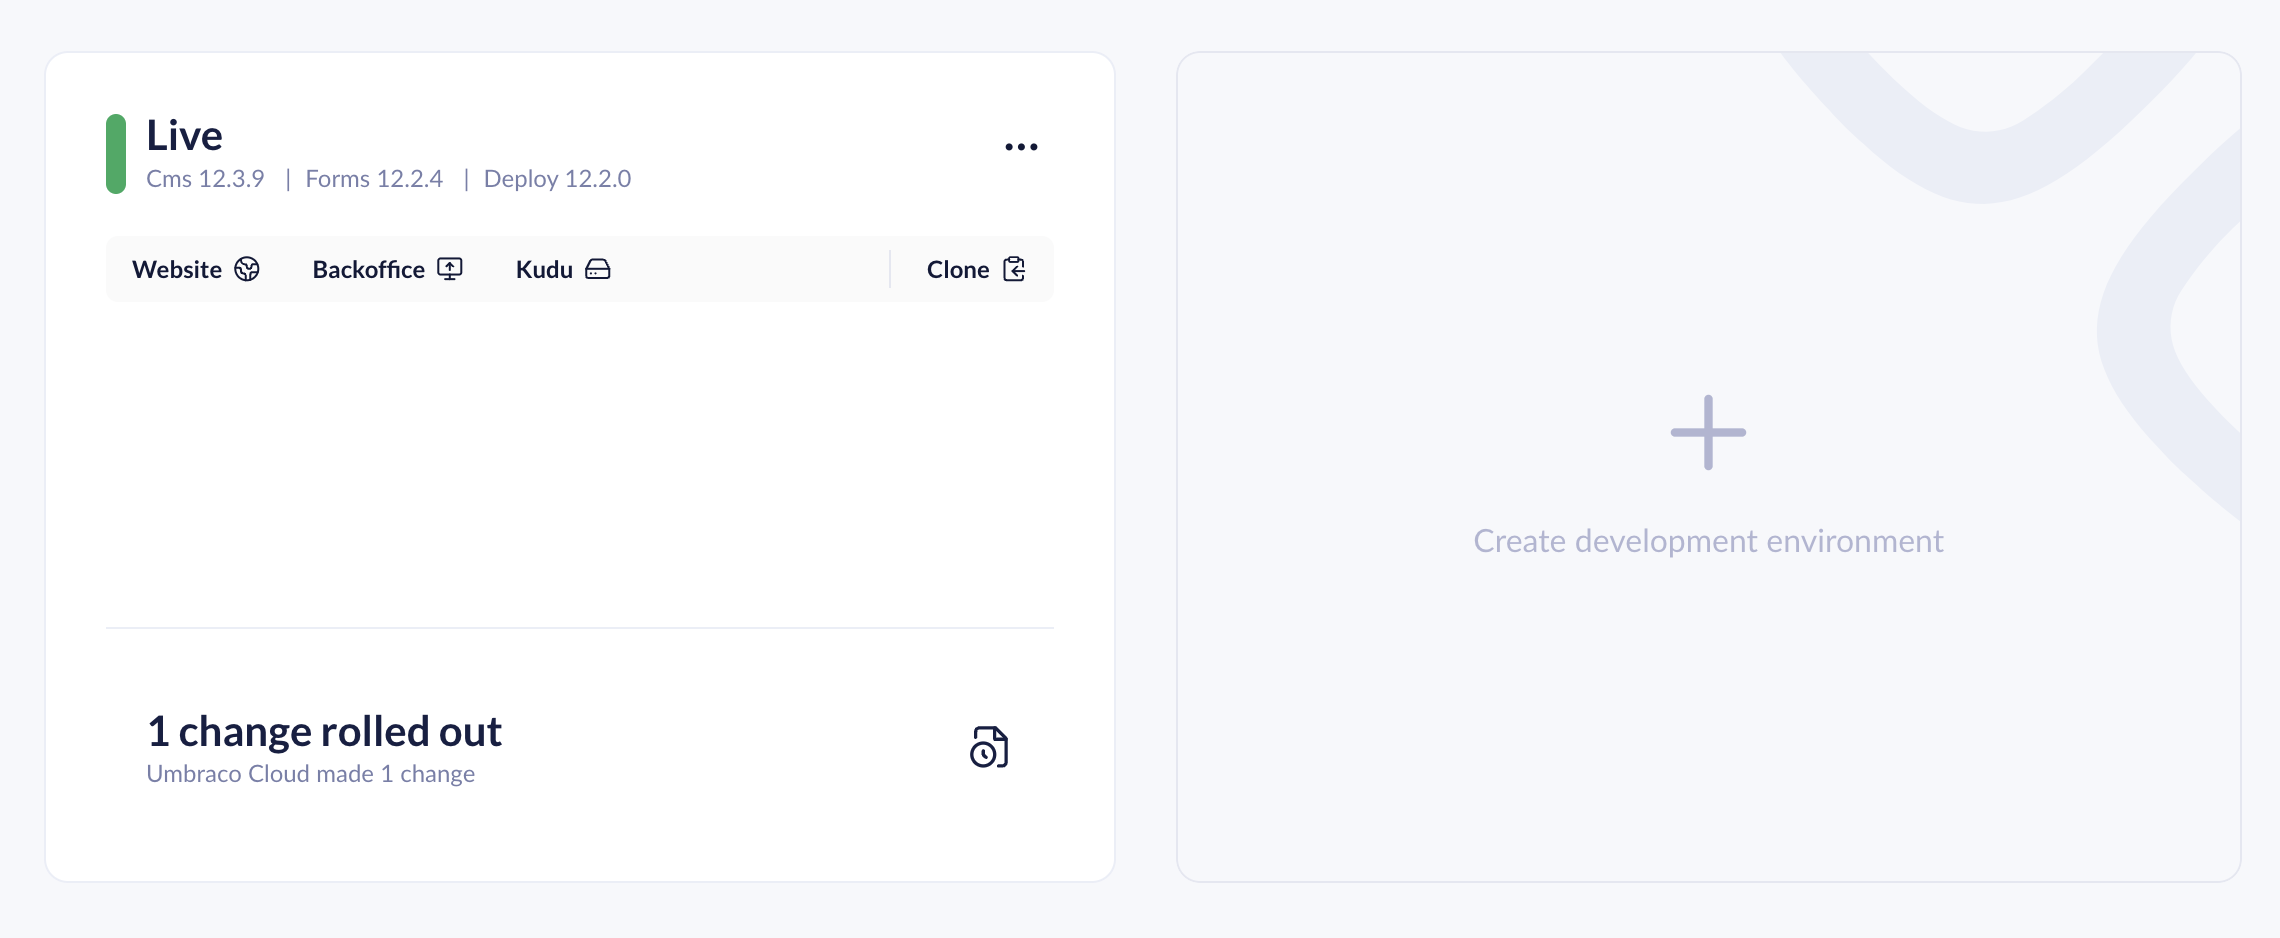 Live
Cms 12.3.9 | Forms 12.2.4 | Deploy 12.2.0
Website Backoffice Kudu Clone
1 change rolled out
Umbraco Cloud made 1 change
Create development environment